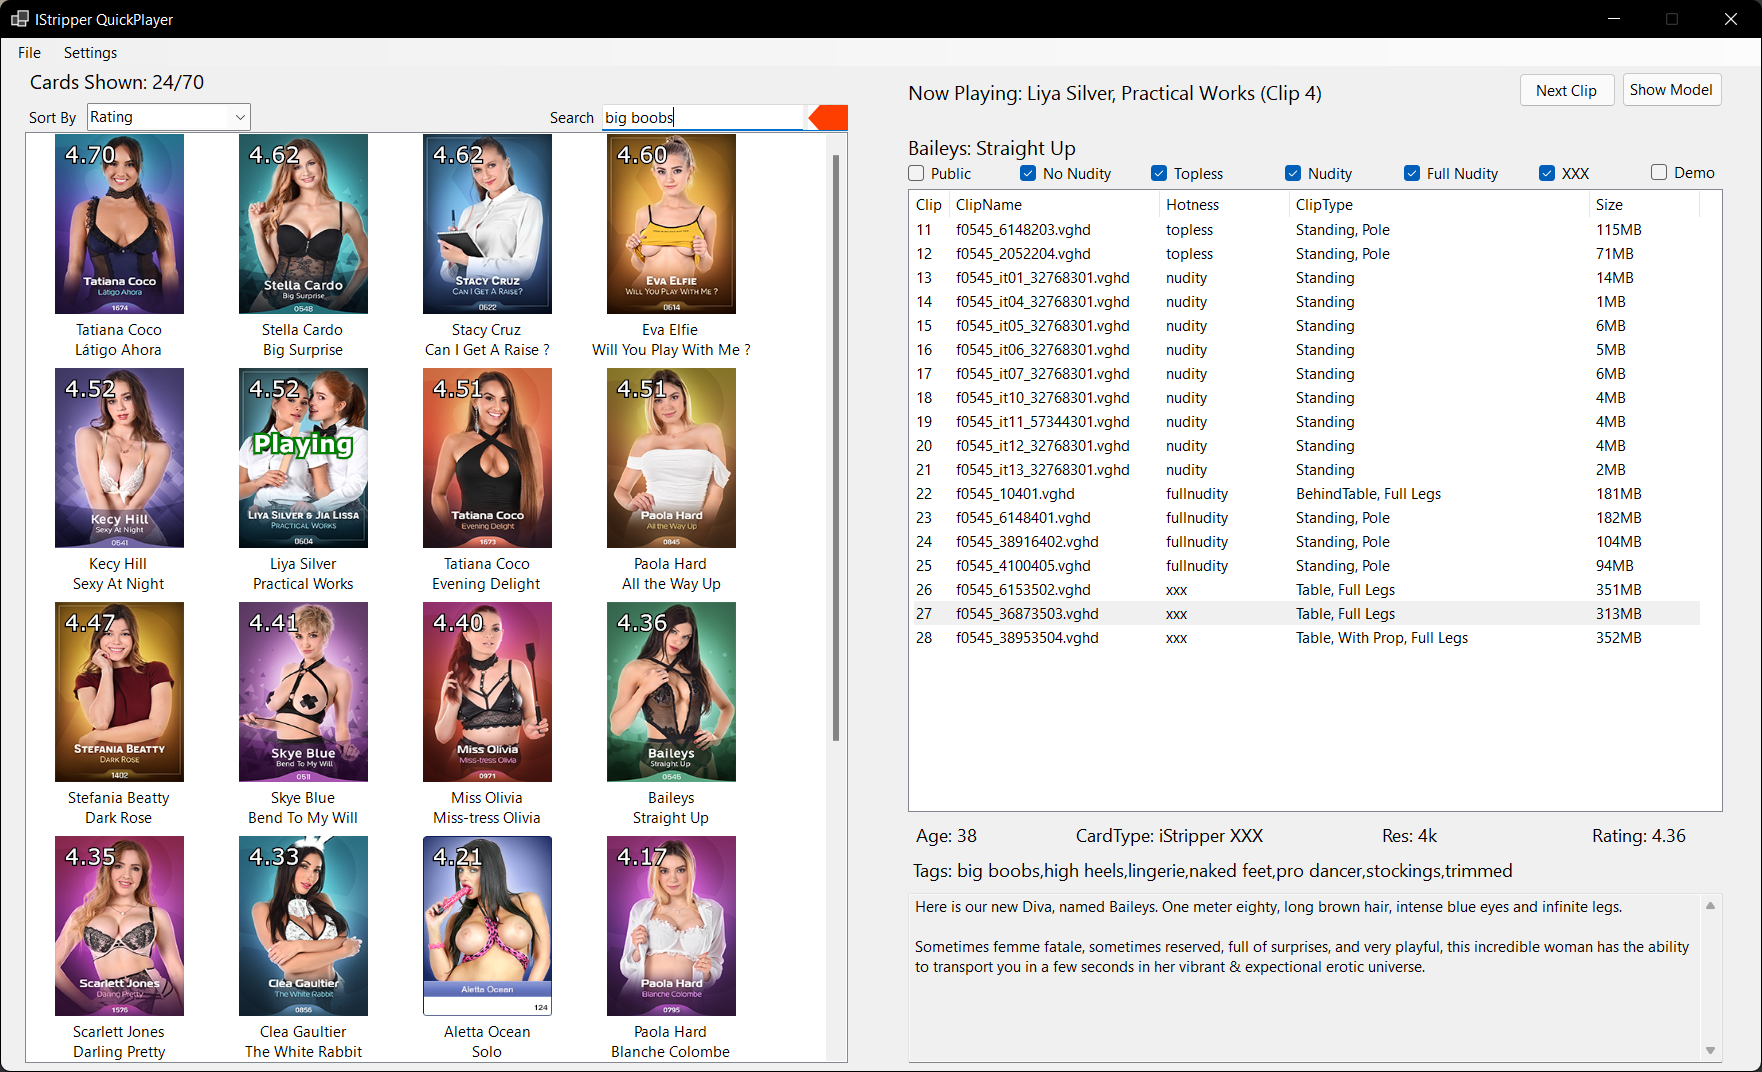 IStripper QuickPlayer
File Settings
Cards Shown: 24/70
Sort By Rating
Search big boobs
4.70
Tatiana Coco
Látigo Ahora
1674
Tatiana Coco
Látigo Ahora
4.62
Stella Cardo
Big Surprise
0548
Stella Cardo
Big Surprise
4.62
Stacy Cruz
Can I Get A Raise?
0622
Stacy Cruz
Can I Get A Raise ?
4.60
Eva Elfie
Will You Play With Me ?
0614
Eva Elfie
Will You Play With Me ?
4.52
Kecy Hill
Sexy At Night
0541
Kecy Hill
Sexy At Night
4.52
Playing
Liya Silver & Jia Lissa
Practical Works
0604
Liya Silver
Practical Works
4.51
Tatiana Coco
Evening Delight
1673
Tatiana Coco
Evening Delight
4.51
Paola Hard
All the Way Up
0845
Paola Hard
All the Way Up
4.47
Stefania Beatty
Dark Rose
1402
Stefania Beatty
Dark Rose
4.41
Skye Blue
Bend To My Will
0511
Skye Blue
Bend To My Will
4.40
Miss Olivia
Miss-tress Olivia
0971
Miss Olivia
Miss-tress Olivia
4.36
Baileys
Straight Up
0545
Baileys
Straight Up
4.35
Scarlett Jones
Darling Pretty
1576
Scarlett Jones
Darling Pretty
4.33
Clea Gaultier
The White Rabbit
0856
Clea Gaultier
The White Rabbit
4.21
Aletta Ocean
124
Aletta Ocean
Solo
4.17
Paola Hard
Blanche Colombe
0795
Paola Hard
Blanche Colombe
Now Playing: Liya Silver, Practical Works (Clip 4)
Next Clip
Show Model
Baileys: Straight Up
Public No Nudity Topless Nudity Full Nudity XXX Demo
Clip ClipName Hotness ClipType Size
11 f0545_6148203.vghd topless Standing, Pole 115MB
12 f0545_2052204.vghd topless Standing, Pole 71MB
13 f0545_it01_32768301.vghd nudity Standing 14MB
14 f0545_it04_32768301.vghd nudity Standing 1MB
15 f0545_it05_32768301.vghd nudity Standing 6MB
16 f0545_it06_32768301.vghd nudity Standing 5MB
17 f0545_it07_32768301.vghd nudity Standing 6MB
18 f0545_it10_32768301.vghd nudity Standing 4MB
19 f0545_it11_57344301.vghd nudity Standing 4MB
20 f0545_it12_32768301.vghd nudity Standing 4MB
21 f0545_it13_32768301.vghd nudity Standing 2MB
22 f0545_10401.vghd fullnudity BehindTable, Full Legs 181MB
23 f0545_6148401.vghd fullnudity Standing, Pole 182MB
24 f0545_38916402.vghd fullnudity Standing, Pole 104MB
25 f0545_4100405.vghd fullnudity Standing, Pole 94MB
26 f0545_6153502.vghd xxx Table, Full Legs 351MB
27 f0545_36873503.vghd xxx Table, Full Legs 313MB
28 f0545_38953504.vghd xxx Table, With Prop, Full Legs 352MB
Age: 38 CardType: iStripper XXX Res: 4k Rating: 4.36
Tags: big boobs,high heels,lingerie,naked feet,pro dancer,stockings,trimmed
Here is our new Diva, named Baileys. One meter eighty, long brown hair, intense blue eyes and infinite legs.
Sometimes femme fatale, sometimes reserved, full of surprises, and very playful, this incredible woman has the ability
to transport you in a few seconds in her vibrant & expectional erotic universe.